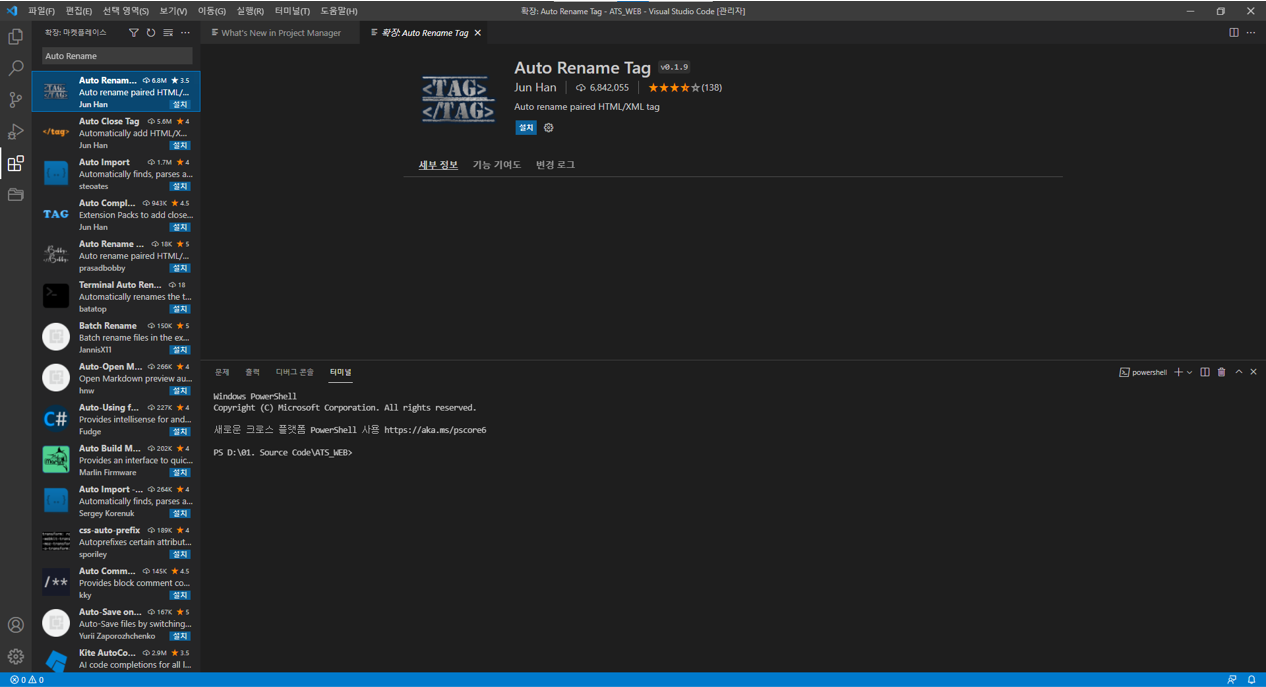 파일(F) 편집(E) 선택 영역(S) 보기(V) 이동(G) 실행(R) 터미널(T) 도움말(H) 확장: Auto Rename Tag - ATS_WEB - Visual Studio Code [관리자]
확장: 마켓플레이스
What's New in Project Manager 확장: Auto Rename Tag
Auto Rename
Auto Renam... 6.8M 3.5
Auto rename paired HTML/...
Jun Han 설치
Auto Close Tag 5.6M 4
Automatically add HTML/X...
Jun Han 설치
Auto Import 1.7M 4
Automatically finds, parses a...
steoates 설치
Auto Compl... 943K 4.5
Extension Packs to add close...
Jun Han 설치
Auto Rename ... 18K 5
Auto rename paired HTML/...
prasadbobby 설치
Terminal Auto Ren... 18
Automatically renames the t...
batatop 설치
Batch Rename 150K 5
Batch rename files in the ex...
JannisX11 설치
Auto-Open M... 266K 4
Open Markdown preview au...
hnw 설치
Auto-Using f... 227K 4
Provides intellisense for and...
Fudge 설치
Auto Build M... 202K 4
Provides an interface to quic...
Marlin Firmware 설치
Auto Import -... 264K 4
Automatically finds, parses a...
Sergey Korenuk 설치
css-auto-prefix 189K 4
Autoprefixes certain attribut...
sporiley 설치
Auto Comm... 145K 4.5
Provides block comment co...
kky 설치
Auto-Save on... 167K 5
Auto-Save files by switching...
Yurii Zaporozhchenko 설치
Kite AutoCo... 2.9M 3.5
AI code completions for all l...
<TAG>
</TAG>
</tag>
TAG
C#
/**
Auto Rename Tag v0.1.9
Jun Han 6,842,055 (138)
Auto rename paired HTML/XML tag
설치
세부 정보 기능 기여도 변경 로그
문제 출력 디버그 콘솔 터미널 powershell
Windows PowerShell
Copyright (C) Microsoft Corporation. All rights reserved.
새로운 크로스 플랫폼 PowerShell 사용 https://aka.ms/pscore6
PS D:\01. Source Code\ATS_WEB>
0 0